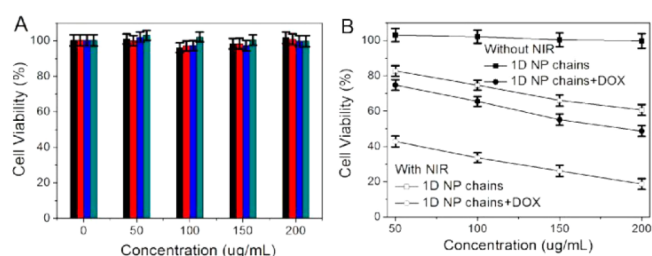 A
Cell Viability (%)
100
80
60
40
20
0
0 50 100 150 200
Concentration (ug/mL)
B
Cell Viability (%)
100
80
60
40
20
0
Without NIR
1D NP chains
1D NP chains+DOX
With NIR
1D NP chains
1D NP chains+DOX
50 100 150 200
Concentration (ug/mL)